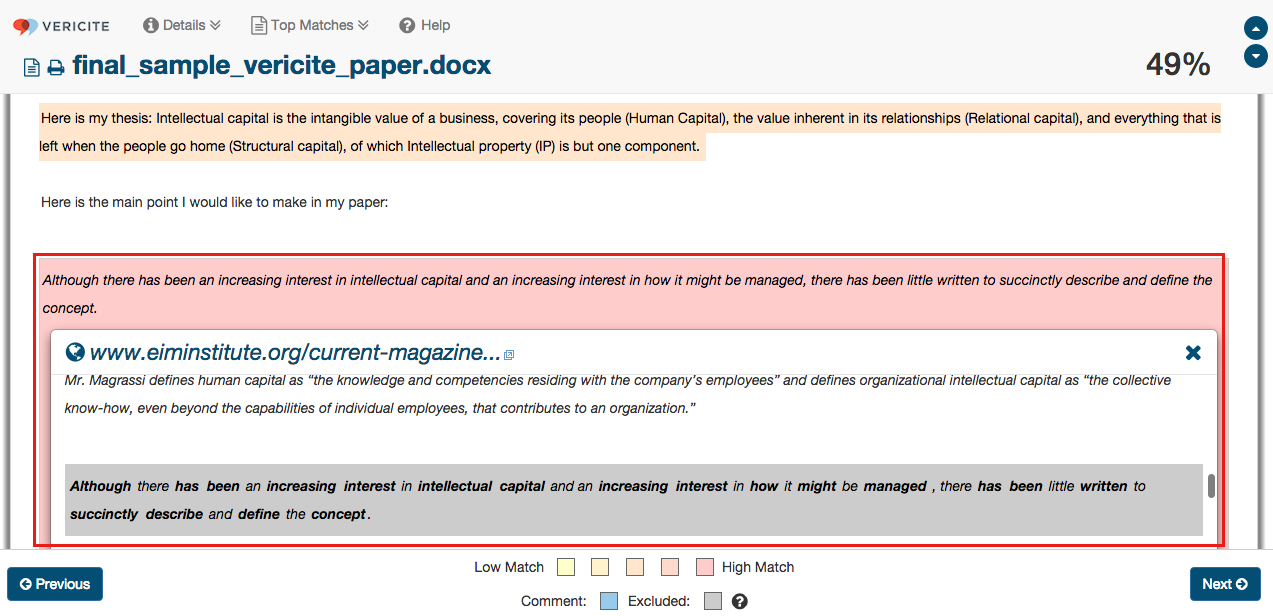 VERICITE Details Top Matches Help
final_sample_vericite_paper.docx 49%
Here is my thesis: Intellectual capital is the intangible value of a business, covering its people (Human Capital), the value inherent in its relationships (Relational capital), and everything that is
left when the people go home (Structural capital), of which Intellectual property (IP) is but one component.
Here is the main point I would like to make in my paper:
Although there has been an increasing interest in intellectual capital and an increasing interest in how it might be managed, there has been little written to succinctly describe and define the
concept.
www.eiminstitute.org/current-magazine...
Mr. Magrassi defines human capital as “the knowledge and competencies residing with the company’s employees” and defines organizational intellectual capital as “the collective
know-how, even beyond the capabilities of individual employees, that contributes to an organization.”
Although there has been an increasing interest in intellectual capital and an increasing interest in how it might be managed , there has been little written to
succinctly describe and define the concept.
Low Match High Match
Previous Next
Comment: Excluded: